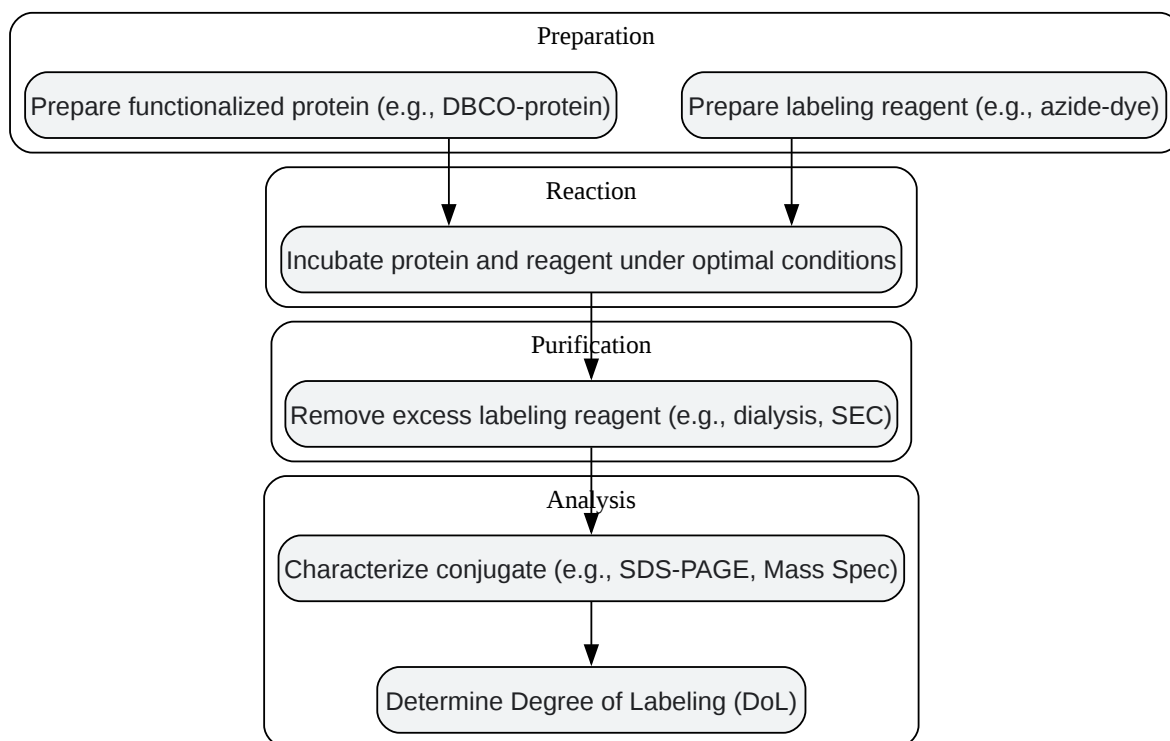 Preparation
Prepare functionalized protein (e.g., DBCO-protein)
Prepare labeling reagent (e.g., azide-dye)
Reaction
Incubate protein and reagent under optimal conditions
Purification
Remove excess labeling reagent (e.g., dialysis, SEC)
Analysis
Characterize conjugate (e.g., SDS-PAGE, Mass Spec)
Determine Degree of Labeling (DoL)